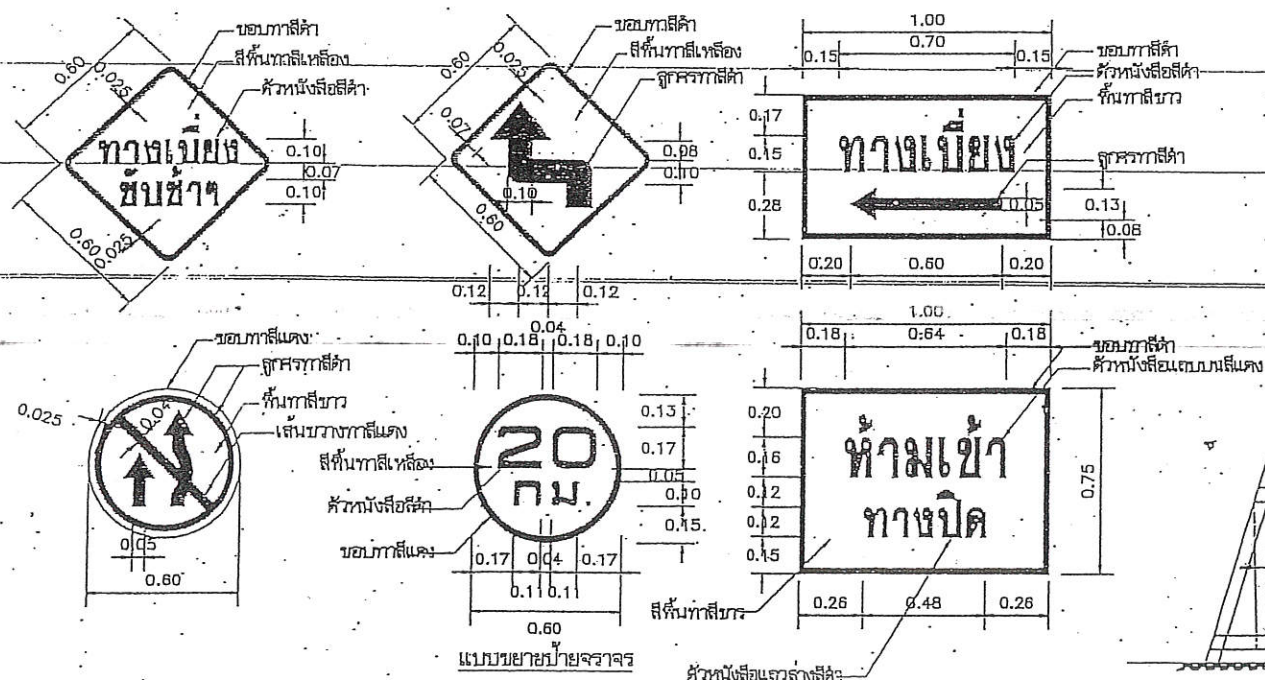 ขอบทาสีดำ
สีพื้นทาสีเหลือง
ตัวหนังสือสีดำ
0.60
0.025
ทางเบี่ยง
ขับช้าๆ
0.10
0.07
0.10
0.60
0.025
ขอบทาสีดำ
สีพื้นทาสีเหลือง
ลูกศรทาสีดำ
0.60
0.025
0.07
0.08
0.10
0.10
0.60
0.12
0.12
0.12
1.00
0.15
0.70
0.15
ขอบทาสีดำ
ตัวหนังสือสีดำ
พื้นทาสีขาว
ลูกศรทาสีดำ
0.17
0.15
0.28
ทางเบี่ยง
0.05
0.13
0.08
0.20
0.60
0.20
ขอบทาสีแดง
ลูกศรทาสีดำ
พื้นทาสีขาว
เส้นขวางทาสีแดง
0.025
0.04
0.05
0.60
0.04
0.10
0.18
0.18
0.10
20
กม.
0.13
0.17
0.05
0.10
0.15
สีพื้นทาสีเหลือง
ตัวหนังสือสีดำ
ขอบทาสีแดง
0.17
0.04
0.17
0.11
0.11
0.60
แบบขยายป้ายจราจร
1.00
0.18
0.64
0.18
ขอบทาสีดำ
ตัวหนังสือแถบบนสีแดง
0.20
0.16
0.12
0.12
0.15
ห้ามเข้า
ทางปิด
0.75
0.26
0.48
0.26
สีพื้นทาสีขาว
ตัวหนังสือแถวล่างสีดำ